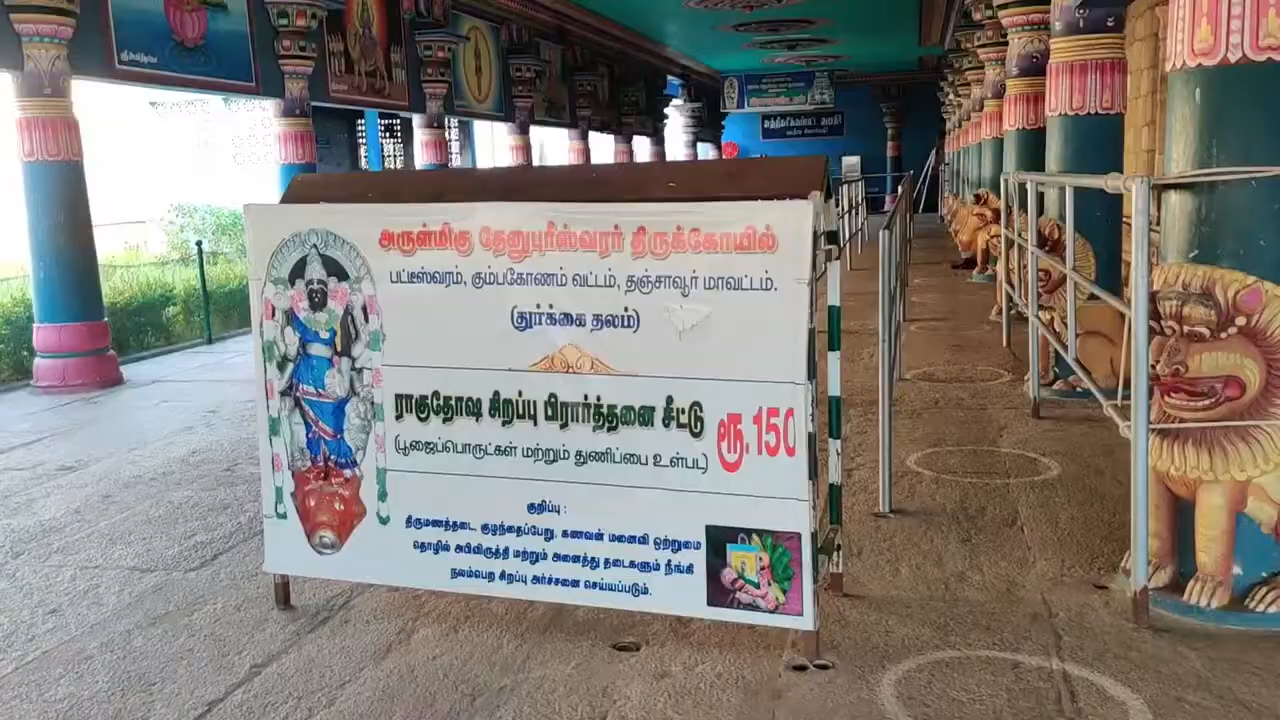 அருள்மிகு தேனுபுரீஸ்வரர் திருக்கோயில்
பட்டீஸ்வரம், கும்பகோணம் வட்டம், தஞ்சாவூர் மாவட்டம்.
(துர்க்கை தலம்)
ராகுதோஷ சிறப்பு பிரார்த்தனை சீட்டு ரூ.150
(பூஜைப்பொருட்கள் மற்றும் துணிப்பை உள்பட)
குறிப்பு :
திருமணத்தடை, குழந்தைப்பேறு, கணவன் மனைவி ஒற்றுமை
தொழில் அபிவிருத்தி மற்றும் அனைத்து தடைகளும் நீங்கி
நலம்பெற சிறப்பு அர்ச்சனை செய்யப்படும்.